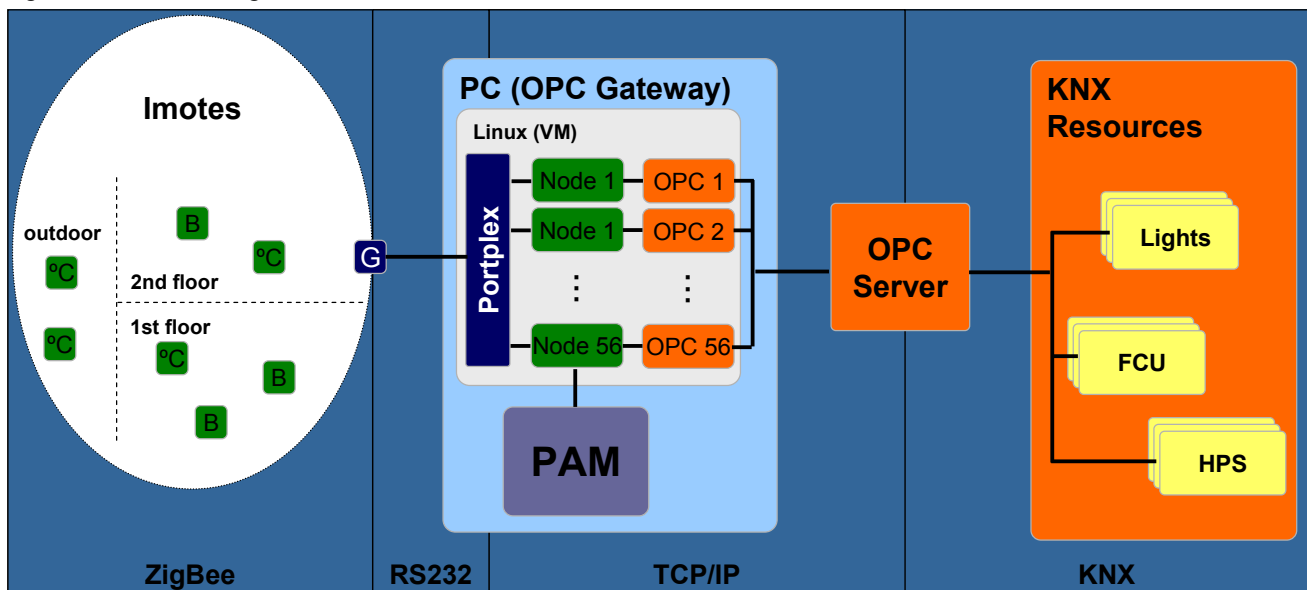 Imotes
outdoor
ºC
ºC
B
ºC
2nd floor
1st floor
ºC
B
B
G
PC (OPC Gateway)
Linux (VM)
Portplex
Node 1
OPC 1
Node 1
OPC 2
⋮
⋮
Node 56
OPC 56
PAM
OPC
Server
KNX
Resources
Lights
FCU
HPS
ZigBee
RS232
TCP/IP
KNX